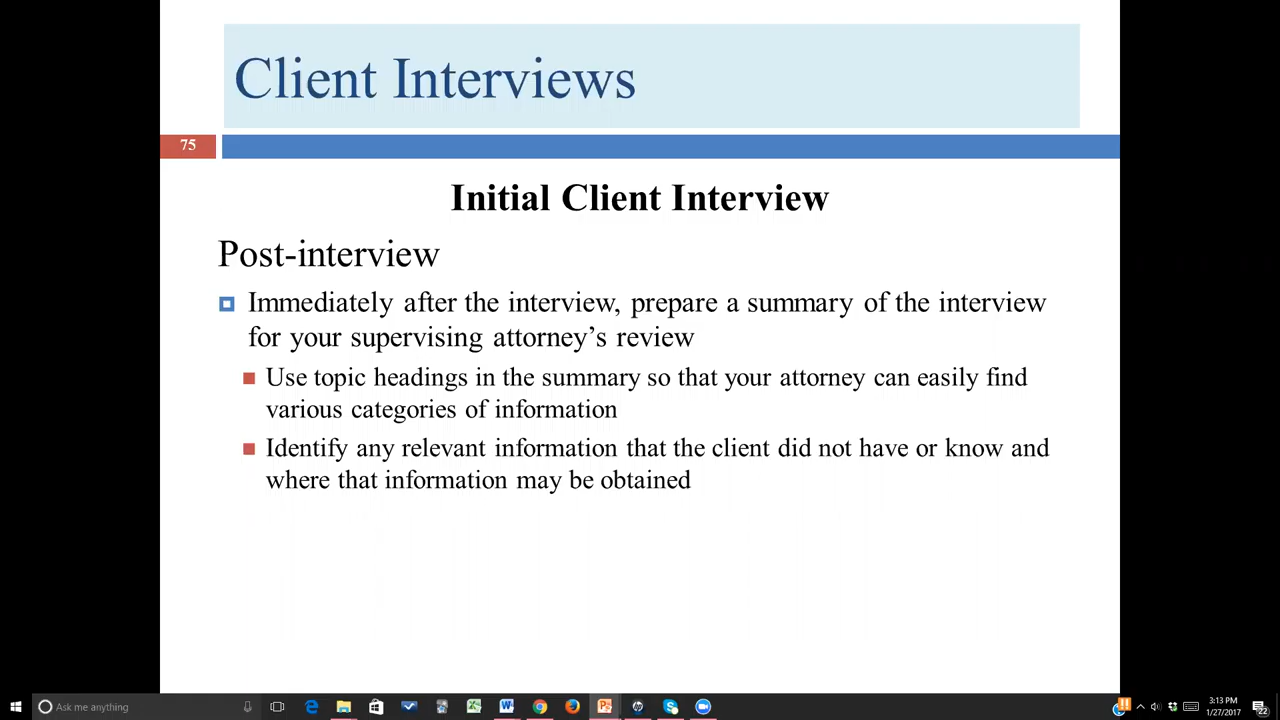 Client Interviews
75
Initial Client Interview
Post-interview
Immediately after the interview, prepare a summary of the interview
for your supervising attorney’s review
Use topic headings in the summary so that your attorney can easily find
various categories of information
Identify any relevant information that the client did not have or know and
where that information may be obtained
Ask me anything
3:13 PM
1/27/2017
22